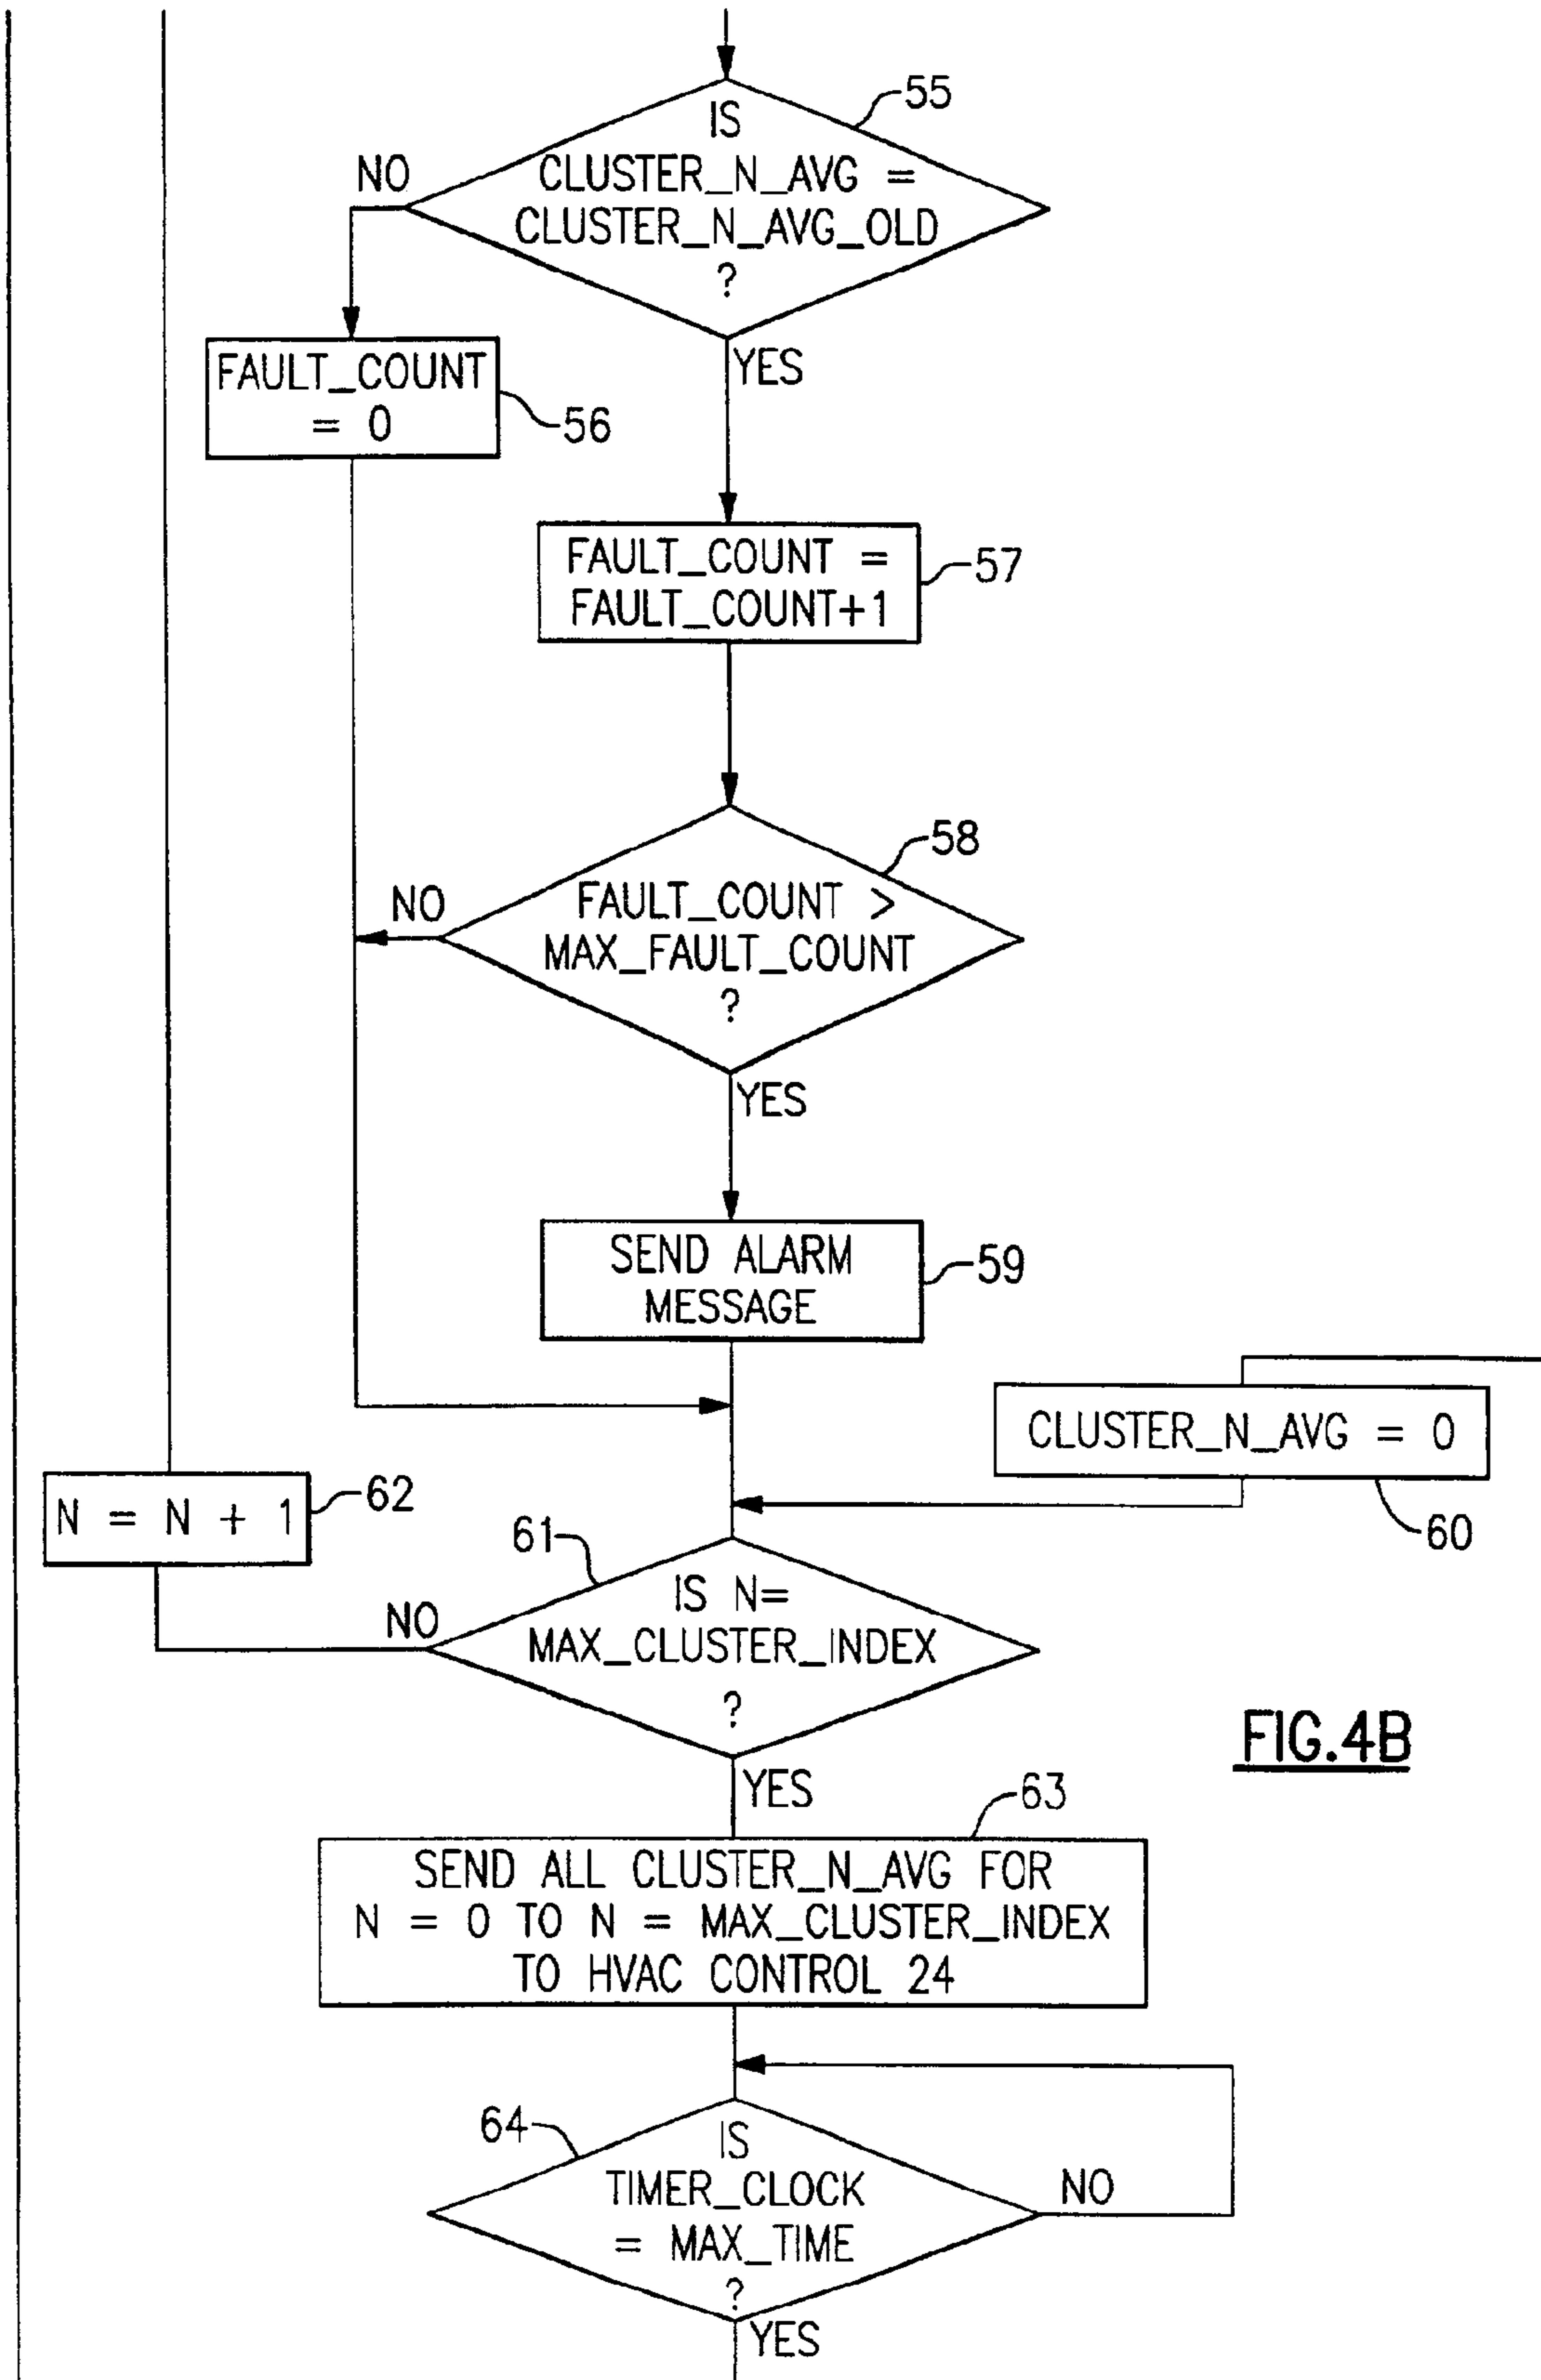 55
IS
CLUSTER_N_AVG =
CLUSTER_N_AVG_OLD
?
NO
YES
FAULT_COUNT
= 0
56
FAULT_COUNT =
FAULT_COUNT+1
57
58
FAULT_COUNT >
MAX_FAULT_COUNT
?
NO
YES
SEND ALARM
MESSAGE
59
CLUSTER_N_AVG = 0
60
N = N + 1
62
61
IS N=
MAX_CLUSTER_INDEX
?
NO
YES
FIG.4B
63
SEND ALL CLUSTER_N_AVG FOR
N = 0 TO N = MAX_CLUSTER_INDEX
TO HVAC CONTROL 24
64
IS
TIMER_CLOCK
= MAX_TIME
?
NO
YES